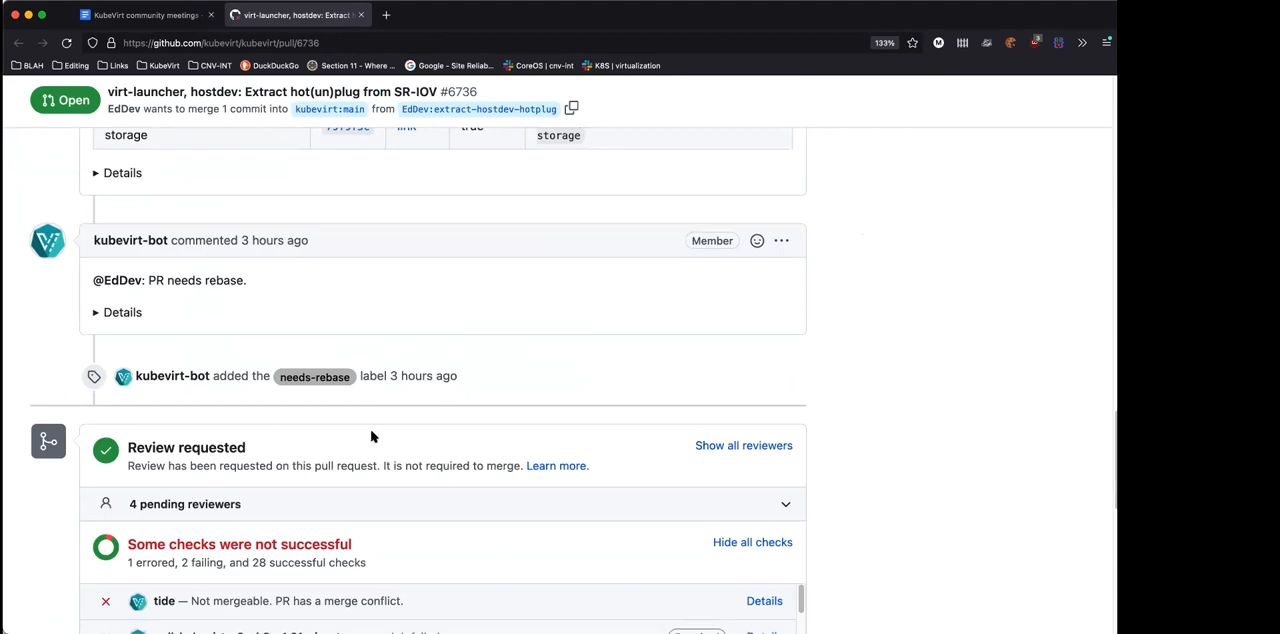 KubeVirt community meetings
virt-launcher, hostdev: Extract
https://github.com/kubevirt/kubevirt/pull/6736
133%
M
3
BLAH Editing Links KubeVirt CNV-INT DuckDuckGo Section 11 - Where ... Google - Site Reliab... CoreOS | cnv-int K8S | virtualization
Open
virt-launcher, hostdev: Extract hot(un)plug from SR-IOV #6736
EdDev wants to merge 1 commit into kubevirt:main from EdDev:extract-hostdev-hotplug
storage link true storage
Details
kubevirt-bot commented 3 hours ago
Member
@EdDev: PR needs rebase.
Details
kubevirt-bot added the needs-rebase label 3 hours ago
Review requested
Show all reviewers
Review has been requested on this pull request. It is not required to merge. Learn more.
4 pending reviewers
Some checks were not successful
Hide all checks
1 errored, 2 failing, and 28 successful checks
tide — Not mergeable. PR has a merge conflict.
Details